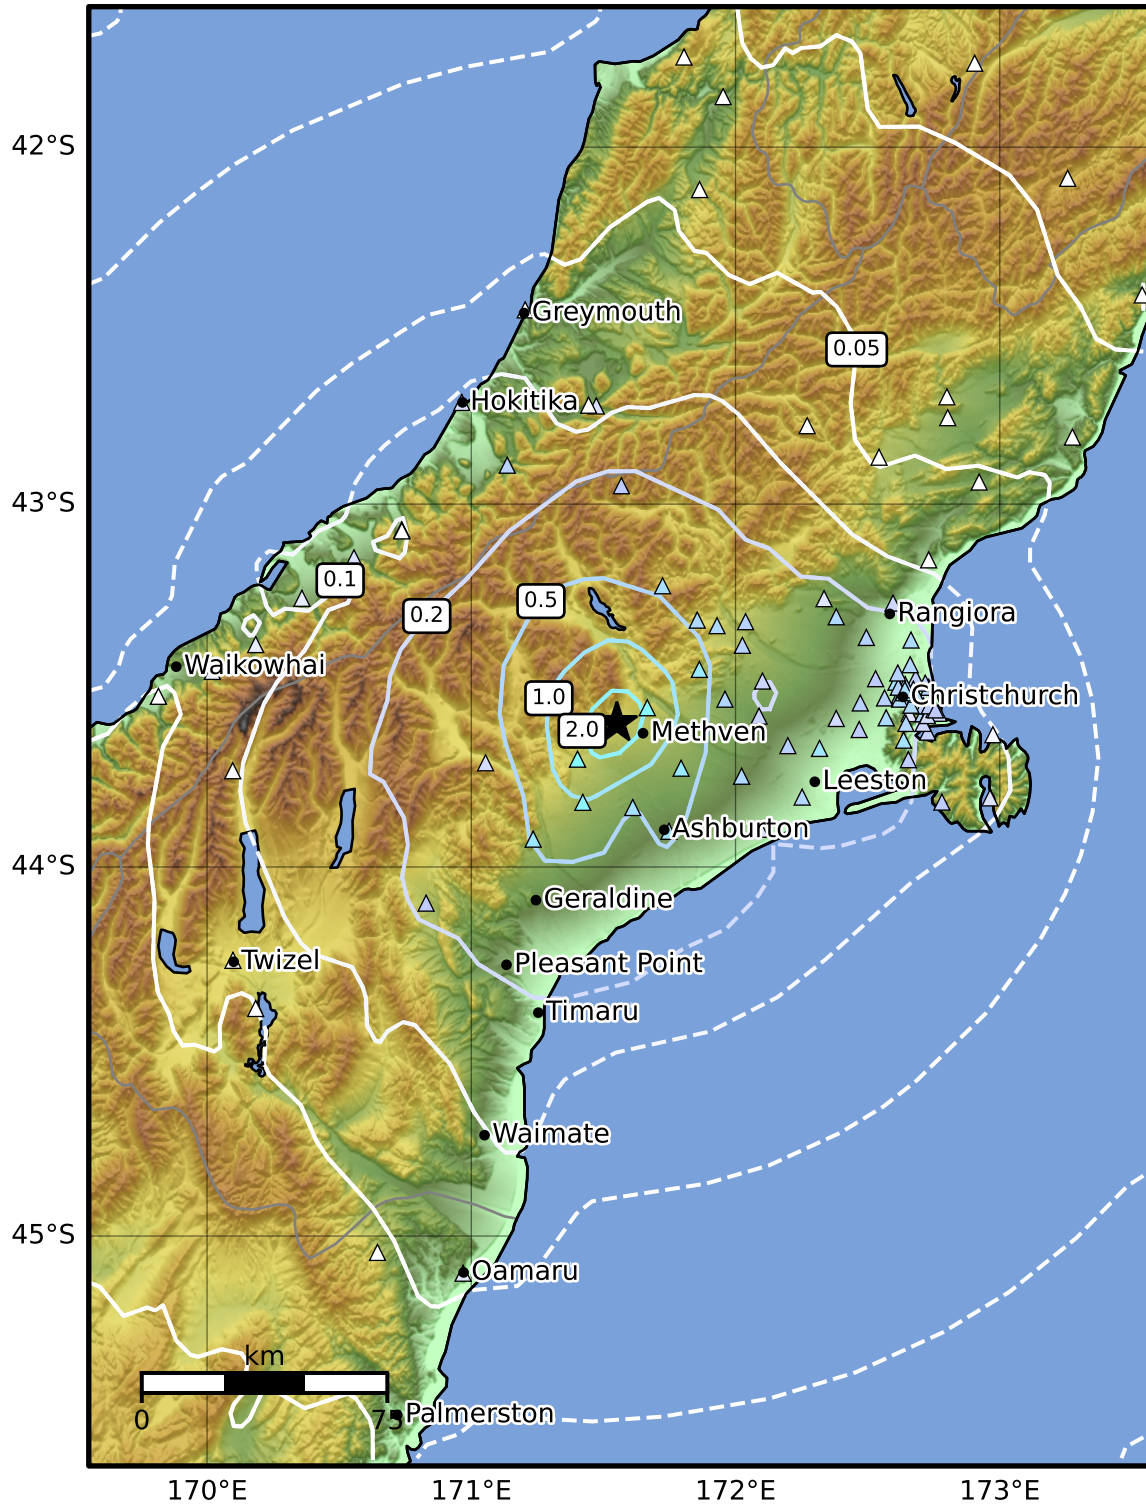 42°S
Greymouth
0.05
Hokitika
43°S
0.1
0.5
0.2
Rangiora
Waikowhai
1.0
Christchurch
2.0
Methven
Leeston
Ashburton
44°S
Geraldine
Twizel
Pleasant Point
Timaru
Waimate
45°S
Oamaru
km
0
75
Palmerston
170°E
171°E
172°E
173°E